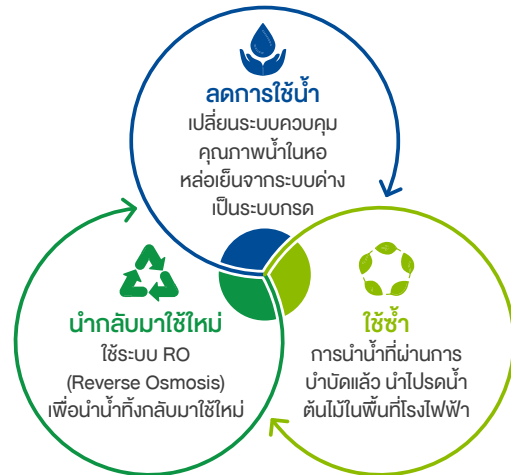 ลดการใช้น้ำ
เปลี่ยนระบบควบคุม
คุณภาพน้ำในหอ
หล่อเย็นจากระบบด่าง
เป็นระบบกรด
นำกลับมาใช้ใหม่
ใช้ระบบ RO
(Reverse Osmosis)
เพื่อนำน้ำทิ้งกลับมาใช้ใหม่
ใช้ซ้ำ
การนำน้ำที่ผ่านการ
บำบัดแล้ว นำไปรดน้ำ
ต้นไม้ในพื้นที่โรงไฟฟ้า